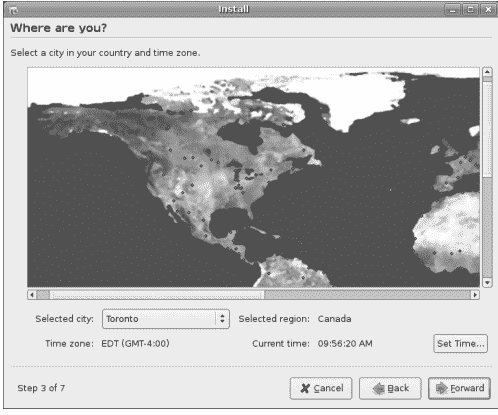 Install
Where are you?
Select a city in your country and time zone.
Selected city: Toronto Selected region: Canada
Time zone: EDT (GMT-4:00) Current time: 09:56:20 AM Set Time...
Step 3 of 7 Cancel Back Forward